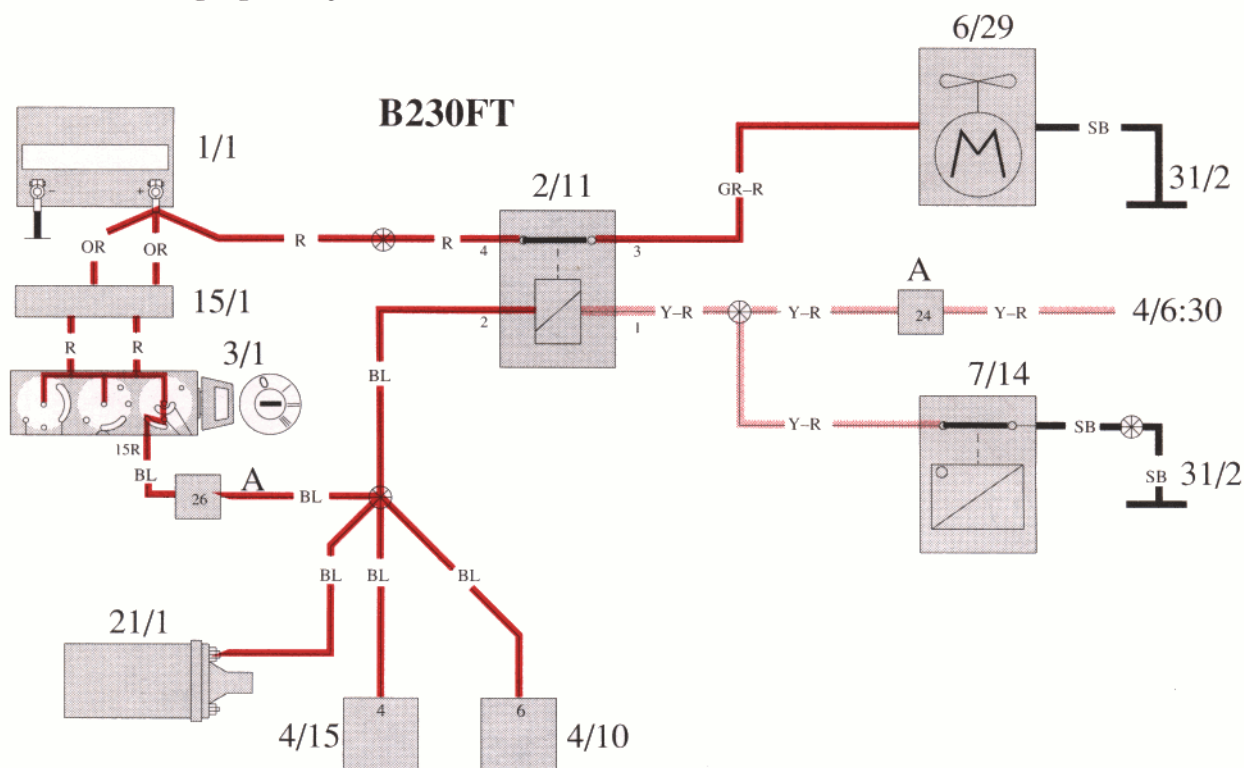 6/29
B230FT
1/1
- +
SB
2/11
31/2
GR–R
OR OR
R R
4 3
A
15/1
2 1
Y–R Y–R
24
Y–R
4/6:30
R R
3/1
7/14
BL
Y–R
SB
15R
BL
26
A
BL
SB
31/2
BL BL BL
21/1
4 6
4/15 4/10